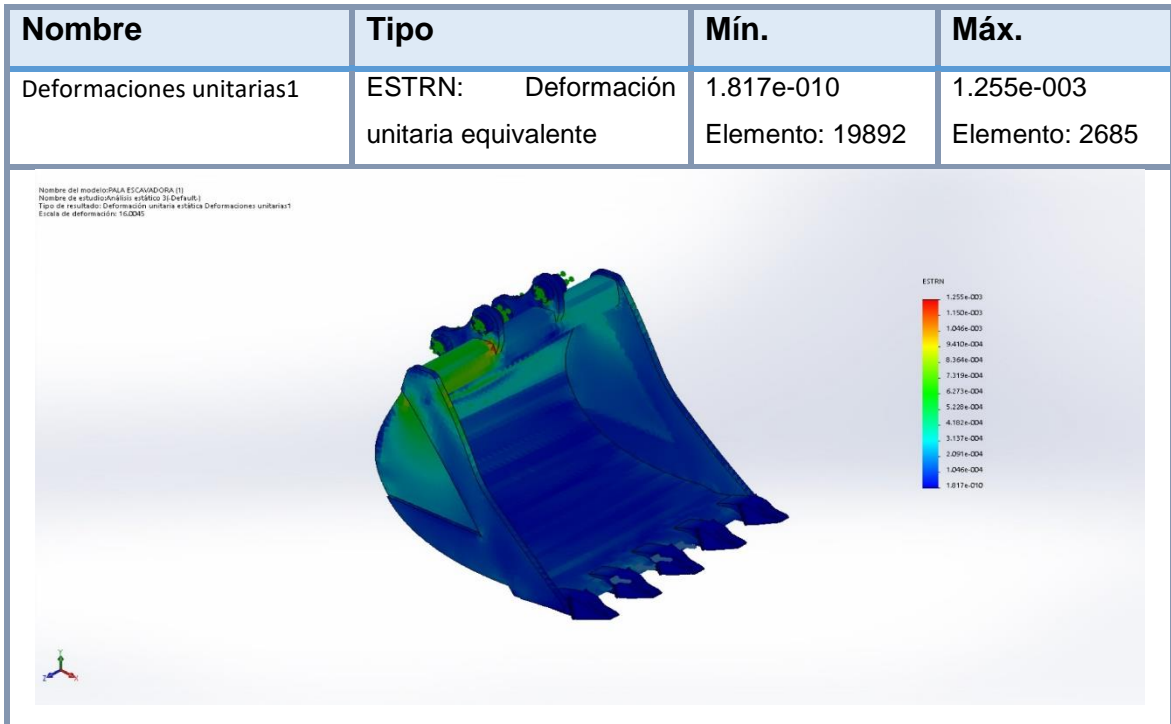 Nombre Tipo Mín. Máx.
Deformaciones unitarias1 ESTRN: Deformación 1.817e-010 1.255e-003
unitaria equivalente Elemento: 19892 Elemento: 2685
Nombre del modelo:PALA ESCAVADORA (1)
Nombre de estudio:Análisis estático 3(-Default-)
Tipo de resultado: Deformación unitaria estática Deformaciones unitarias1
Escala de deformación: 16.0045
ESTRN
1.255e-003
1.150e-003
1.046e-003
9.410e-004
8.364e-004
7.319e-004
6.273e-004
5.228e-004
4.182e-004
3.137e-004
2.091e-004
1.046e-004
1.817e-010
Y
Z X